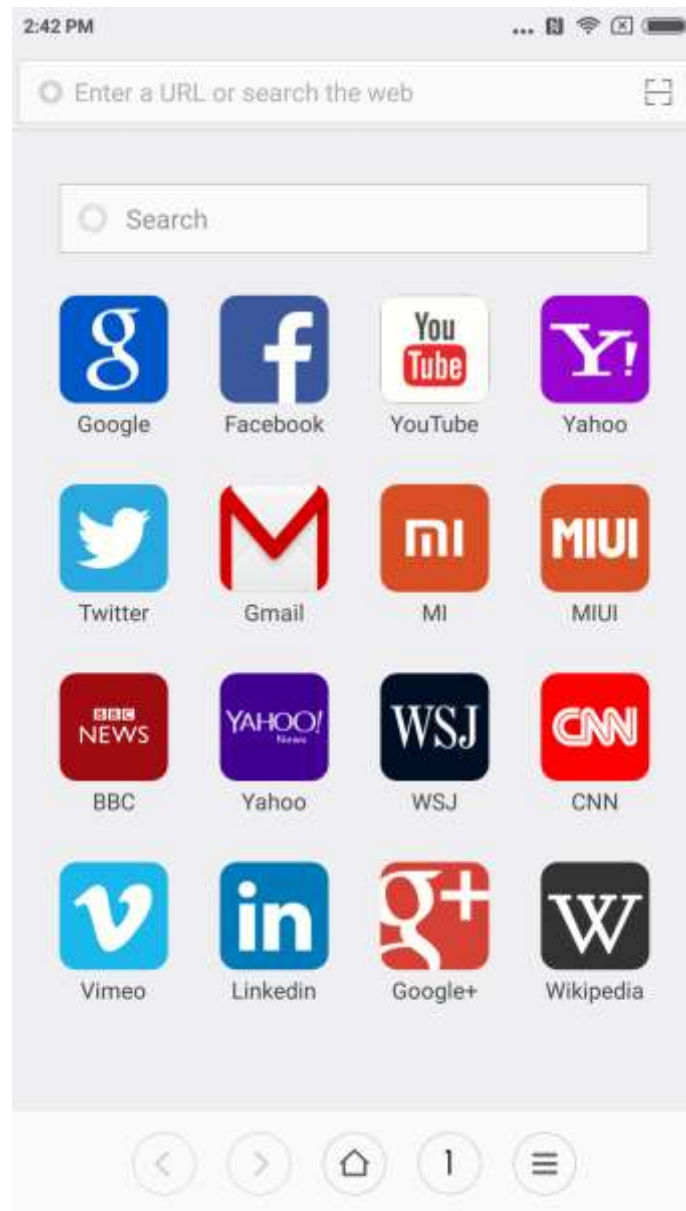 2:42 PM ...
Enter a URL or search the web
Search
g f You Tube Y!
Google Facebook YouTube Yahoo
M mi MIUI
Twitter Gmail MI MIUI
BBC NEWS YAHOO! News WSJ CNN
BBC Yahoo WSJ CNN
v in g+ W
Vimeo Linkedin Google+ Wikipedia
1